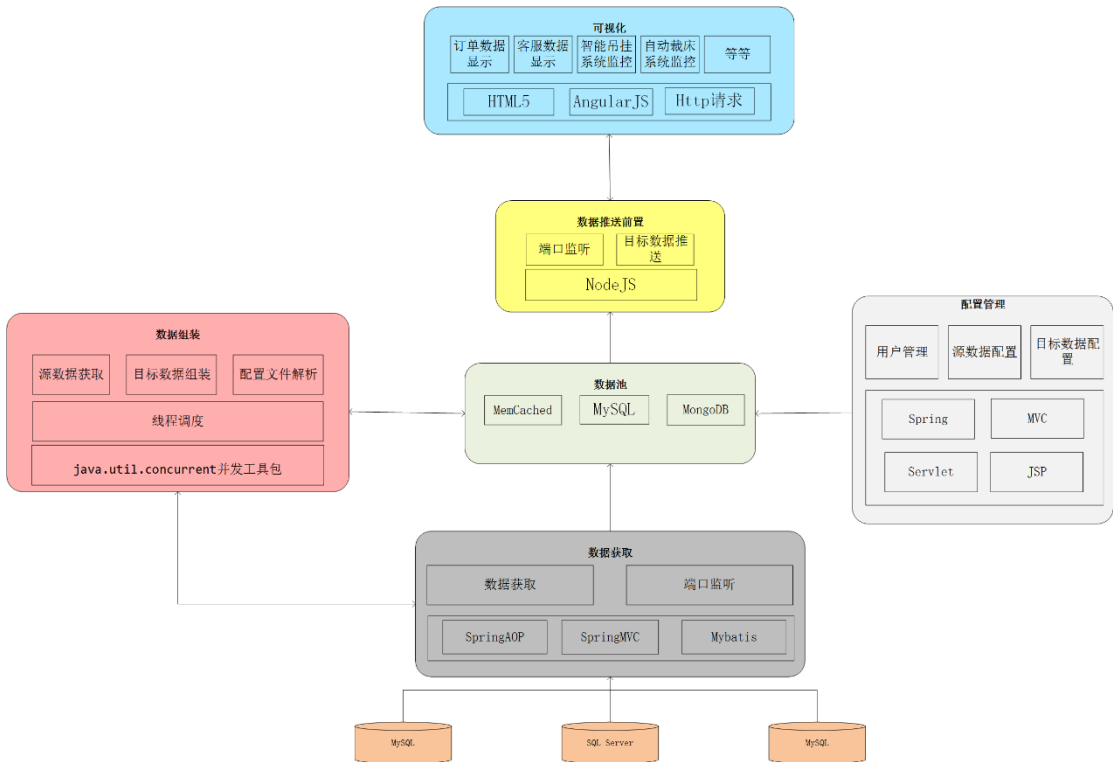 可视化
订单数据
显示
客服数据
显示
智能吊挂
系统监控
自动裁床
系统监控
等等
HTML5
AngularJS
Http请求
数据推送前置
端口监听
目标数据推
送
NodeJS
数据组装
源数据获取
目标数据组装
配置文件解析
线程调度
java.util.concurrent并发工具包
数据池
MemCached
MySQL
MongoDB
配置管理
用户管理
源数据配置
目标数据配
置
Spring
MVC
Servlet
JSP
数据获取
数据获取
端口监听
SpringAOP
SpringMVC
Mybatis
MySQL
SQL Server
MySQL